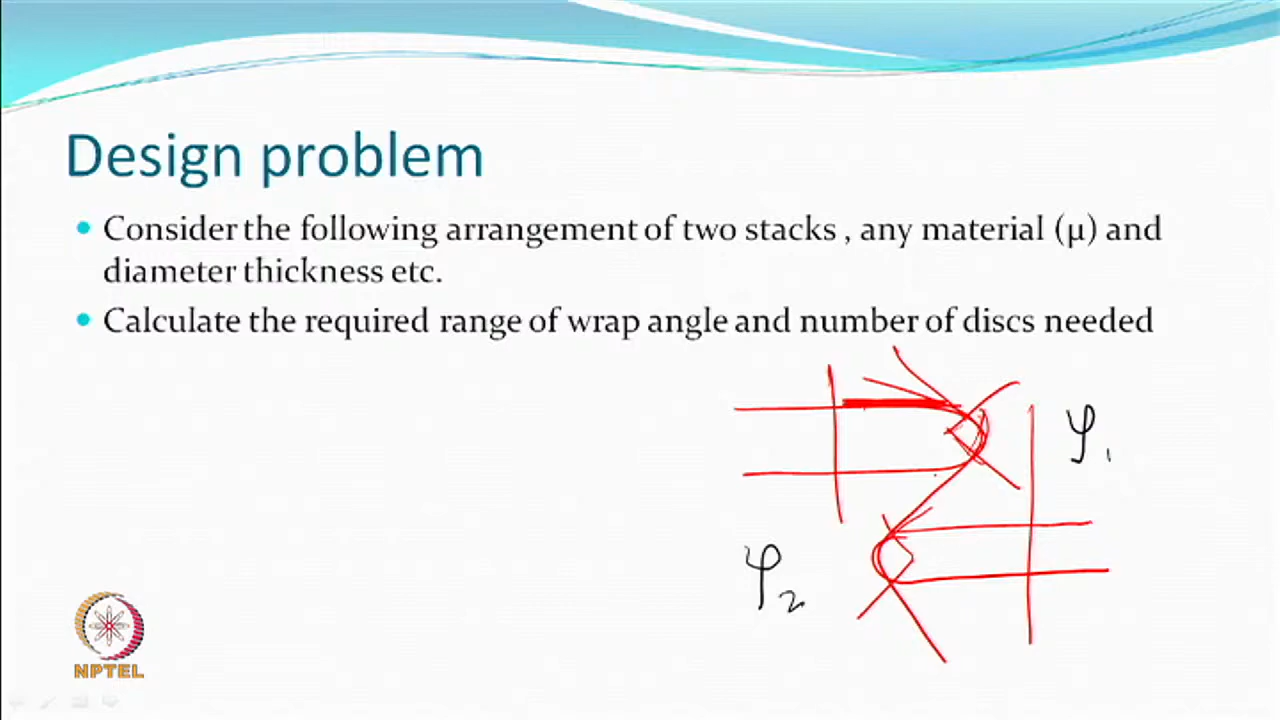 Design problem
• Consider the following arrangement of two stacks , any material (μ) and
diameter thickness etc.
• Calculate the required range of wrap angle and number of discs needed
φ₁
φ₂
NPTEL